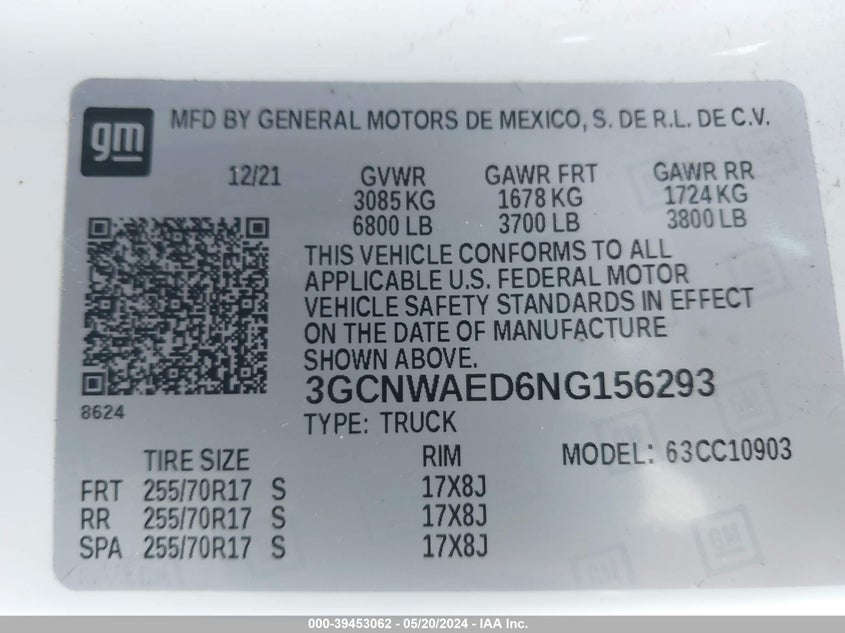 gm MFD BY GENERAL MOTORS DE MEXICO, S. DE R.L. DE C.V.
12/21 GVWR GAWR FRT GAWR RR
3085 KG 1678 KG 1724 KG
6800 LB 3700 LB 3800 LB
THIS VEHICLE CONFORMS TO ALL
APPLICABLE U.S. FEDERAL MOTOR
VEHICLE SAFETY STANDARDS IN EFFECT
ON THE DATE OF MANUFACTURE
SHOWN ABOVE.
3GCNWAED6NG156293
8624
TYPE: TRUCK
TIRE SIZE RIM MODEL: 63CC10903
FRT 255/70R17 S 17X8J
RR 255/70R17 S 17X8J
SPA 255/70R17 S 17X8J
000-39453062 - 05/20/2024 - IAA Inc.